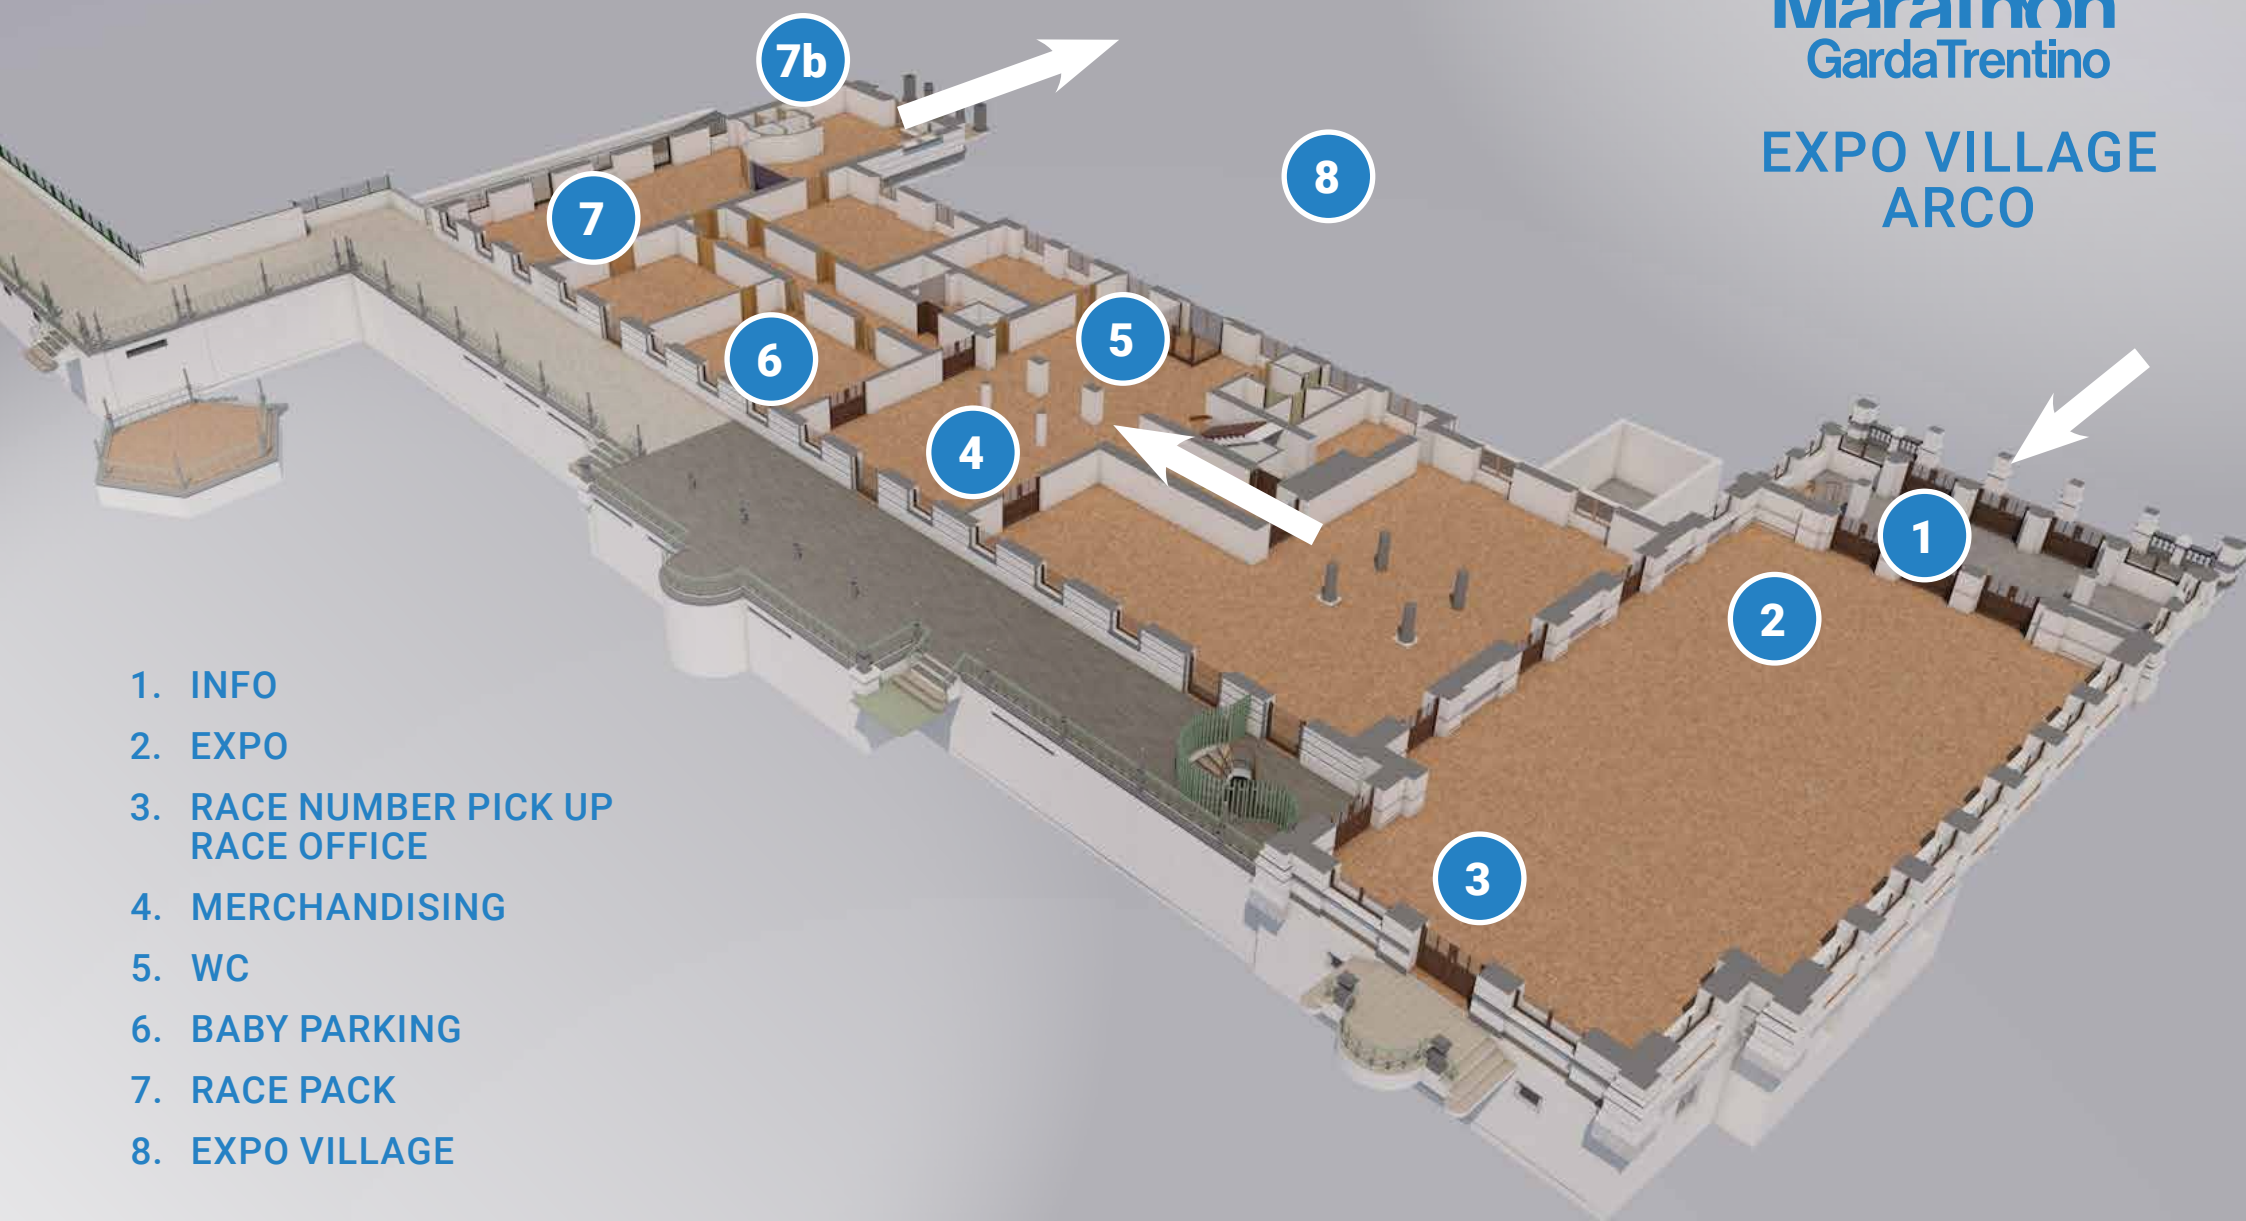 Marathon
GardaTrentino
EXPO VILLAGE
ARCO
7b
8
7
5
6
4
1
2
3
1. INFO
2. EXPO
3. RACE NUMBER PICK UP
RACE OFFICE
4. MERCHANDISING
5. WC
6. BABY PARKING
7. RACE PACK
8. EXPO VILLAGE